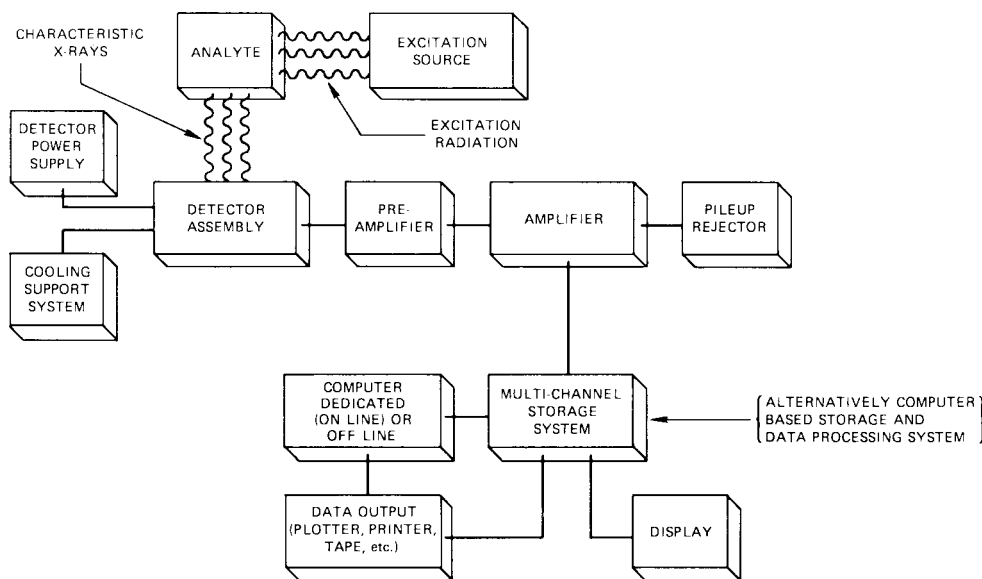 CHARACTERISTIC
X-RAYS
ANALYTE
EXCITATION
SOURCE
EXCITATION
RADIATION
DETECTOR
POWER
SUPPLY
DETECTOR
ASSEMBLY
PRE-
AMPLIFIER
AMPLIFIER
PILEUP
REJECTOR
COOLING
SUPPORT
SYSTEM
COMPUTER
DEDICATED
(ON LINE) OR
OFF LINE
MULTI-CHANNEL
STORAGE
SYSTEM
ALTERNATIVELY COMPUTER
BASED STORAGE AND
DATA PROCESSING SYSTEM
DATA OUTPUT
(PLOTTER, PRINTER,
TAPE, etc.)
DISPLAY